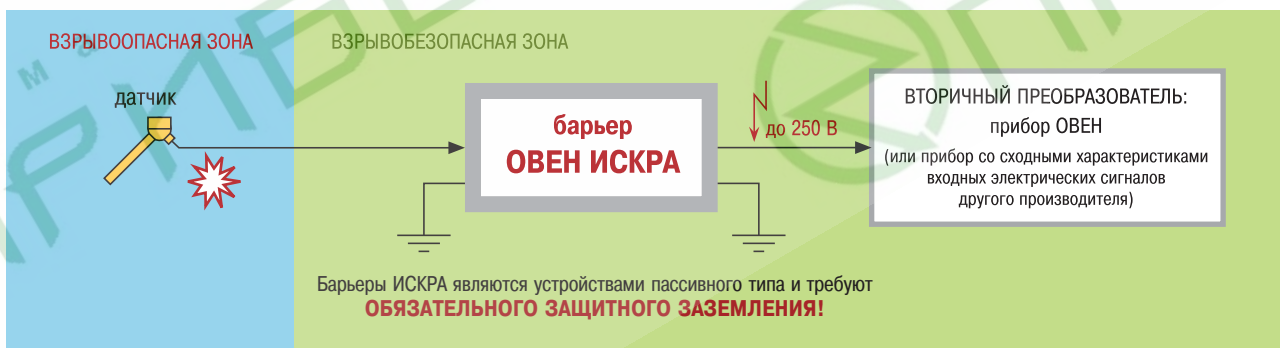 ВЗРЫВООПАСНАЯ ЗОНА
ВЗРЫВОБЕЗОПАСНАЯ ЗОНА
датчик
барьер
ОВЕН ИСКРА
до 250 В
ВТОРИЧНЫЙ ПРЕОБРАЗОВАТЕЛЬ:
прибор ОВЕН
(или прибор со сходными характеристиками
входных электрических сигналов
другого производителя)
Барьеры ИСКРА являются устройствами пассивного типа и требуют
ОБЯЗАТЕЛЬНОГО ЗАЩИТНОГО ЗАЗЕМЛЕНИЯ!